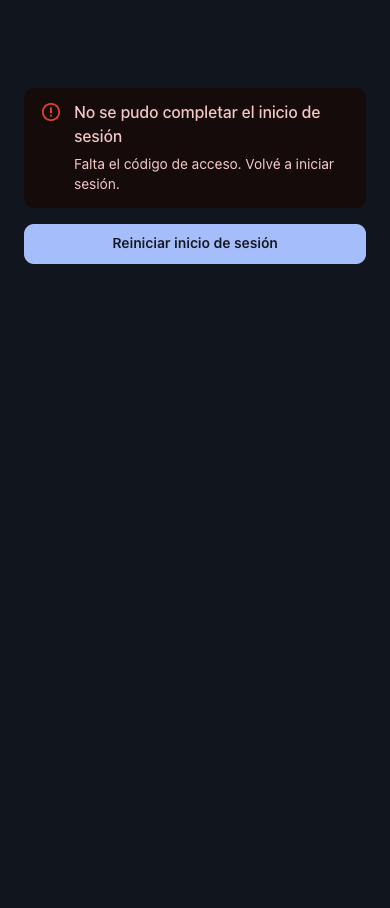 No se pudo completar el inicio de
sesión
Falta el código de acceso. Volvé a iniciar
sesión.
Reiniciar inicio de sesión